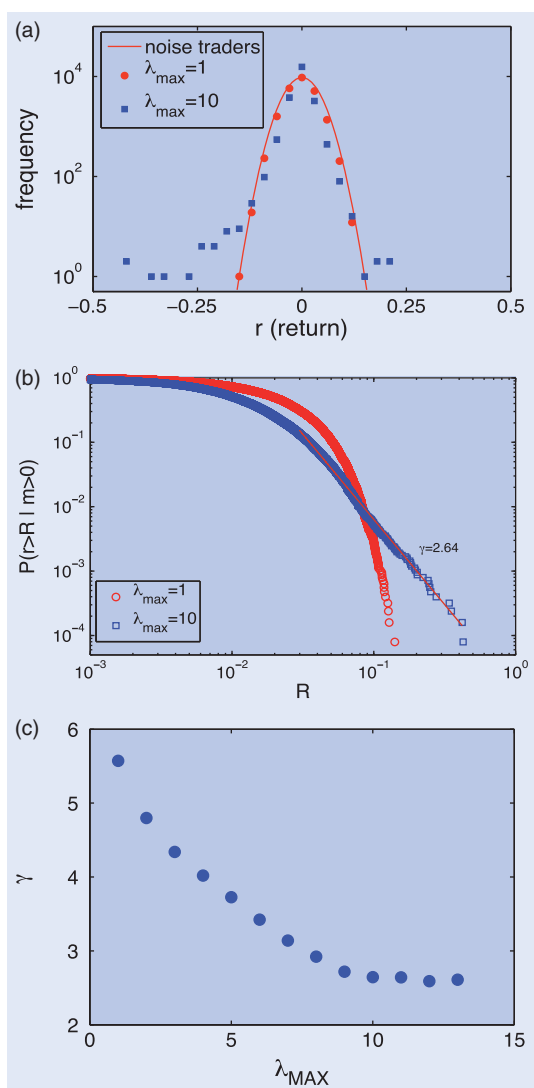 (a)
noise traders
λmax=1
λmax=10
frequency
10^4
10^2
10^0
−0.5 −0.25 0 0.25 0.5
r (return)
(b)
10^0
10^−1
10^−2
10^−3
10^−4
P(r>R | m>0)
γ=2.64
λmax=1
λmax=10
10^−3 10^−2 10^−1 10^0
R
(c)
6
5
4
3
2
γ
0 5 10 15
λMAX